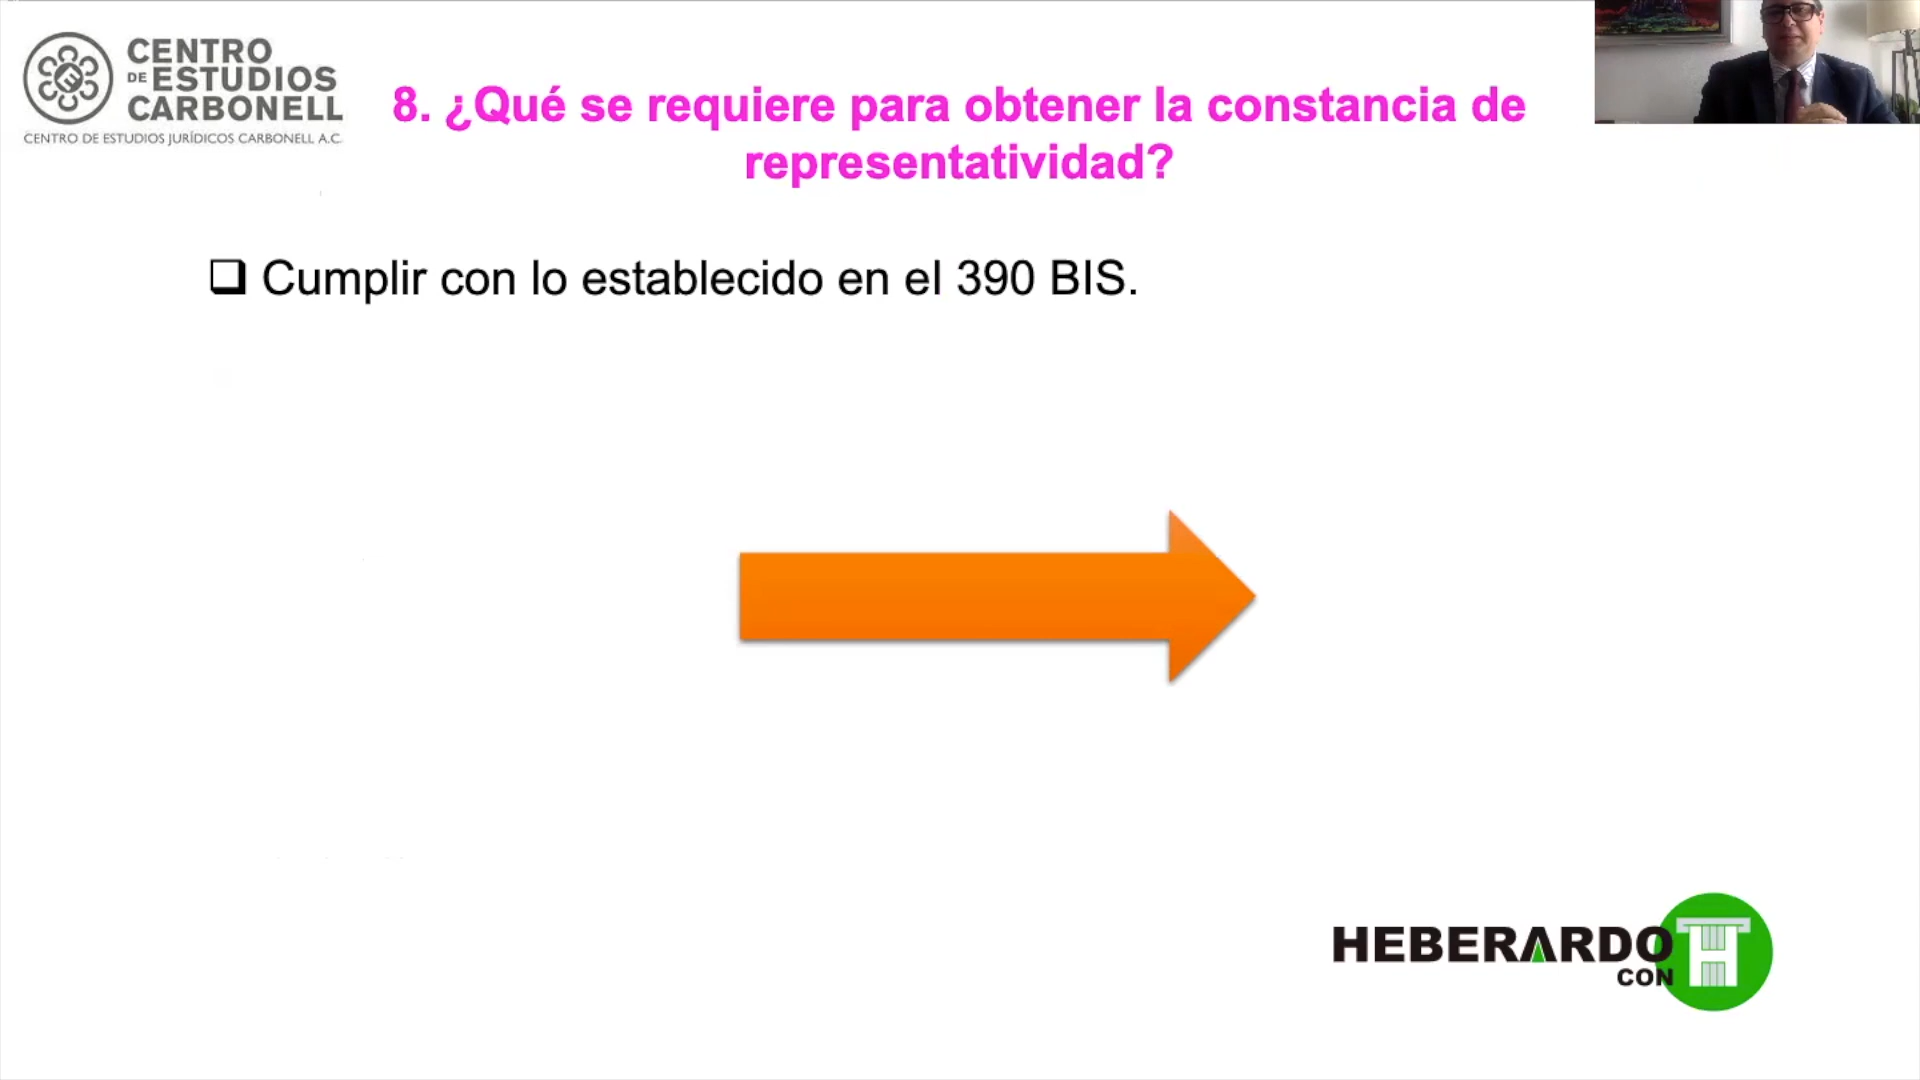 CENTRO
DE ESTUDIOS
CARBONELL
CENTRO DE ESTUDIOS JURÍDICOS CARBONELL A.C.
8. ¿Qué se requiere para obtener la constancia de
representatividad?
❑ Cumplir con lo establecido en el 390 BIS.
HEBERARDO
CON H